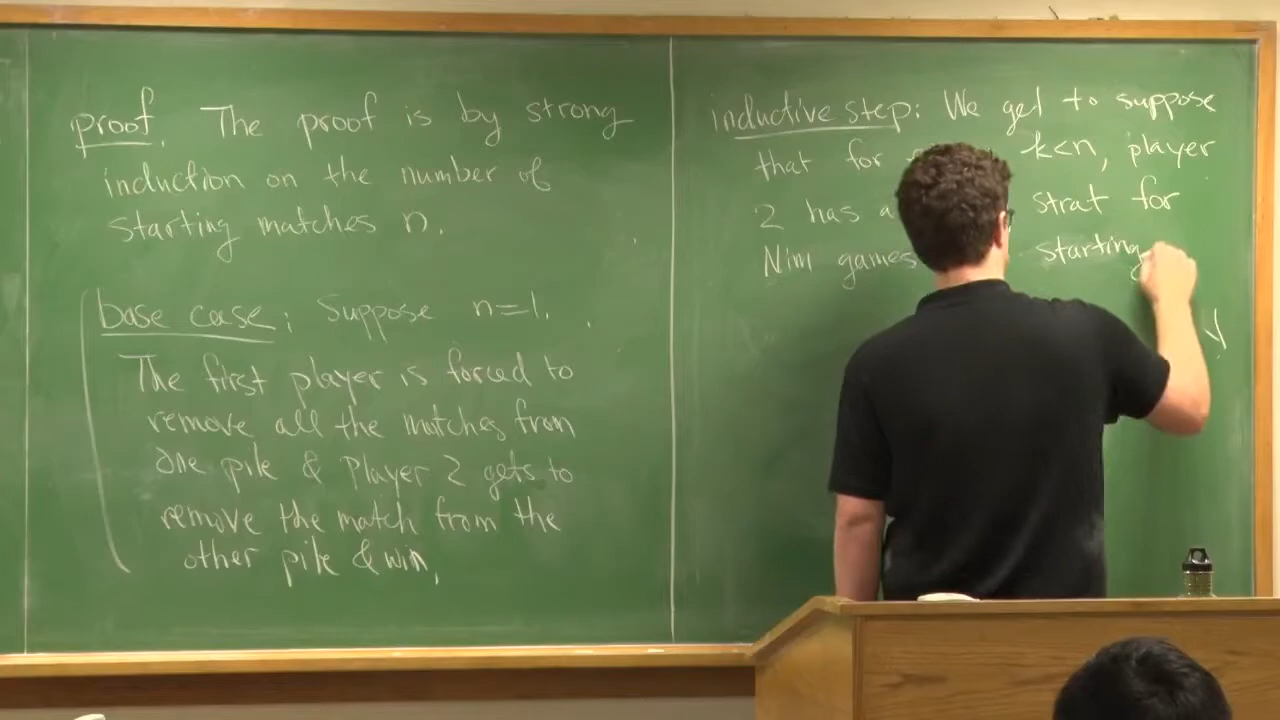 proof. The proof is by strong
induction on the number of
starting matches n.
base case: Suppose n=1.
The first player is forced to
remove all the matches from
one pile & Player 2 gets to
remove the match from the
other pile & win.
inductive step: We get to suppose
that for k<n, player
2 has a strat for
Nim games starting